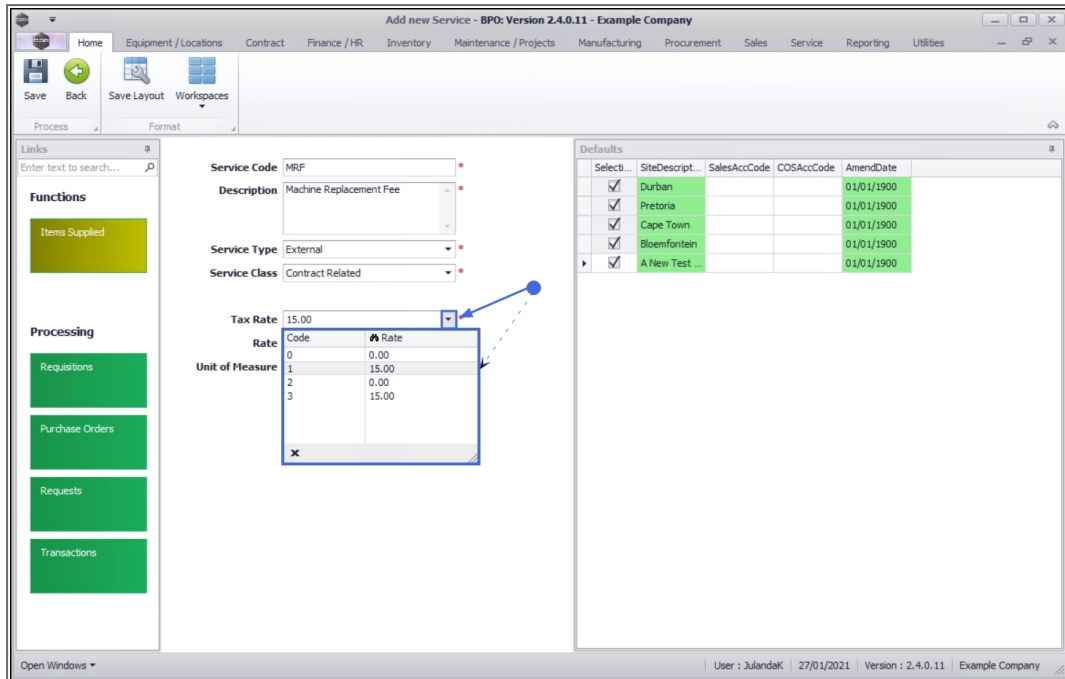 Add new Service - BPO: Version 2.4.0.11 - Example Company
Home Equipment / Locations Contract Finance / HR Inventory Maintenance / Projects Manufacturing Procurement Sales Service Reporting Utilities
Save Back Save Layout Workspaces
Process Format
Links
Enter text to search...
Functions
Items Supplied
Processing
Requisitions
Purchase Orders
Requests
Transactions
Service Code MRF *
Description Machine Replacement Fee *
Service Type External *
Service Class Contract Related *
Tax Rate 15.00 *
Rate
Unit of Measure
Code Rate
0 0.00
1 15.00
2 0.00
3 15.00
Defaults
Selecti... SiteDescript... SalesAccCode COSAccCode AmendDate
Durban 01/01/1900
Pretoria 01/01/1900
Cape Town 01/01/1900
Bloemfontein 01/01/1900
A New Test ... 01/01/1900
Open Windows User : JulandaK 27/01/2021 Version : 2.4.0.11 Example Company